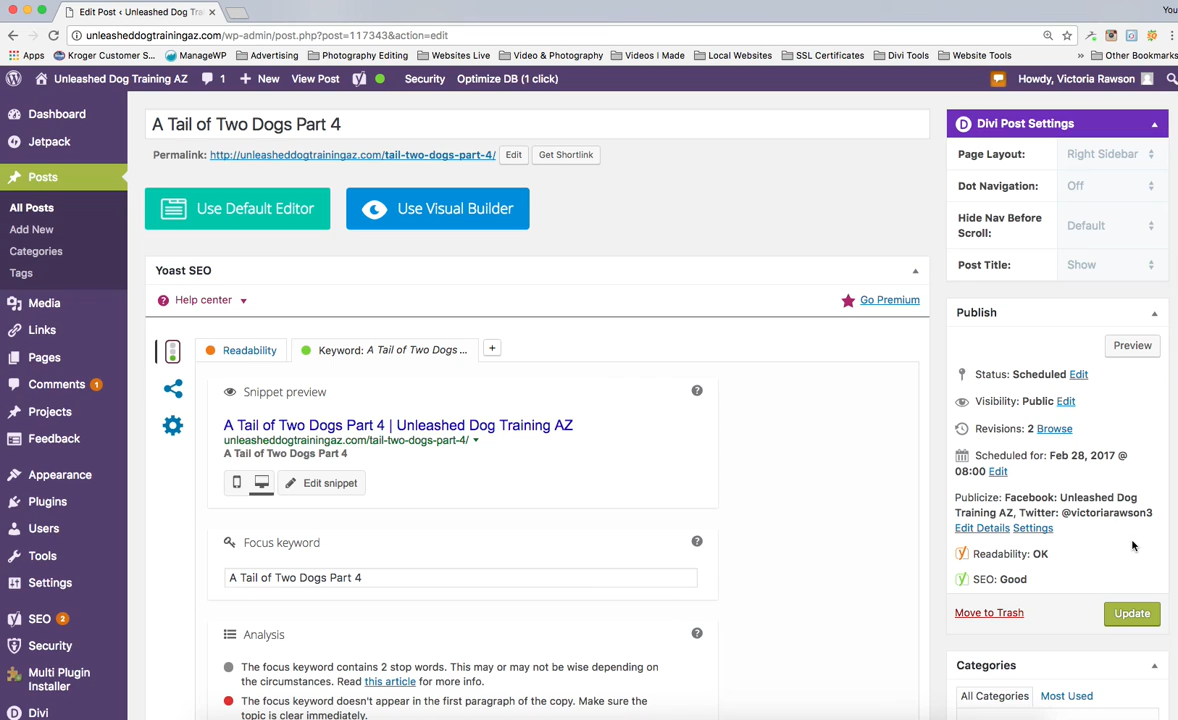 Edit Post ‹ Unleashed Dog Tra
You
unleasheddogtrainingaz.com/wp-admin/post.php?post=117343&action=edit
Apps Kroger Customer S... ManageWP Advertising Photography Editing Websites Live Video & Photography Videos I Made Local Websites SSL Certificates Divi Tools Website Tools » Other Bookmarks
Unleashed Dog Training AZ 1 + New View Post Security Optimize DB (1 click) Howdy, Victoria Rawson
Dashboard
Jetpack
Posts
All Posts
Add New
Categories
Tags
Media
Links
Pages
Comments 1
Projects
Feedback
Appearance
Plugins
Users
Tools
Settings
SEO 2
Security
Multi Plugin
Installer
Divi
A Tail of Two Dogs Part 4
Permalink: http://unleasheddogtrainingaz.com/tail-two-dogs-part-4/ Edit Get Shortlink
Use Default Editor Use Visual Builder
Yoast SEO
Help center Go Premium
Readability Keyword: A Tail of Two Dogs ... +
Snippet preview
A Tail of Two Dogs Part 4 | Unleashed Dog Training AZ
unleasheddogtrainingaz.com/tail-two-dogs-part-4/
A Tail of Two Dogs Part 4
Edit snippet
Focus keyword
A Tail of Two Dogs Part 4
Analysis
The focus keyword contains 2 stop words. This may or may not be wise depending on
the circumstances. Read this article for more info.
The focus keyword doesn't appear in the first paragraph of the copy. Make sure the
topic is clear immediately.
Divi Post Settings
Page Layout: Right Sidebar
Dot Navigation: Off
Hide Nav Before
Scroll: Default
Post Title: Show
Publish
Preview
Status: Scheduled Edit
Visibility: Public Edit
Revisions: 2 Browse
Scheduled for: Feb 28, 2017 @
08:00 Edit
Publicize: Facebook: Unleashed Dog
Training AZ, Twitter: @victoriarawson3
Edit Details Settings
Readability: OK
SEO: Good
Move to Trash Update
Categories
All Categories Most Used